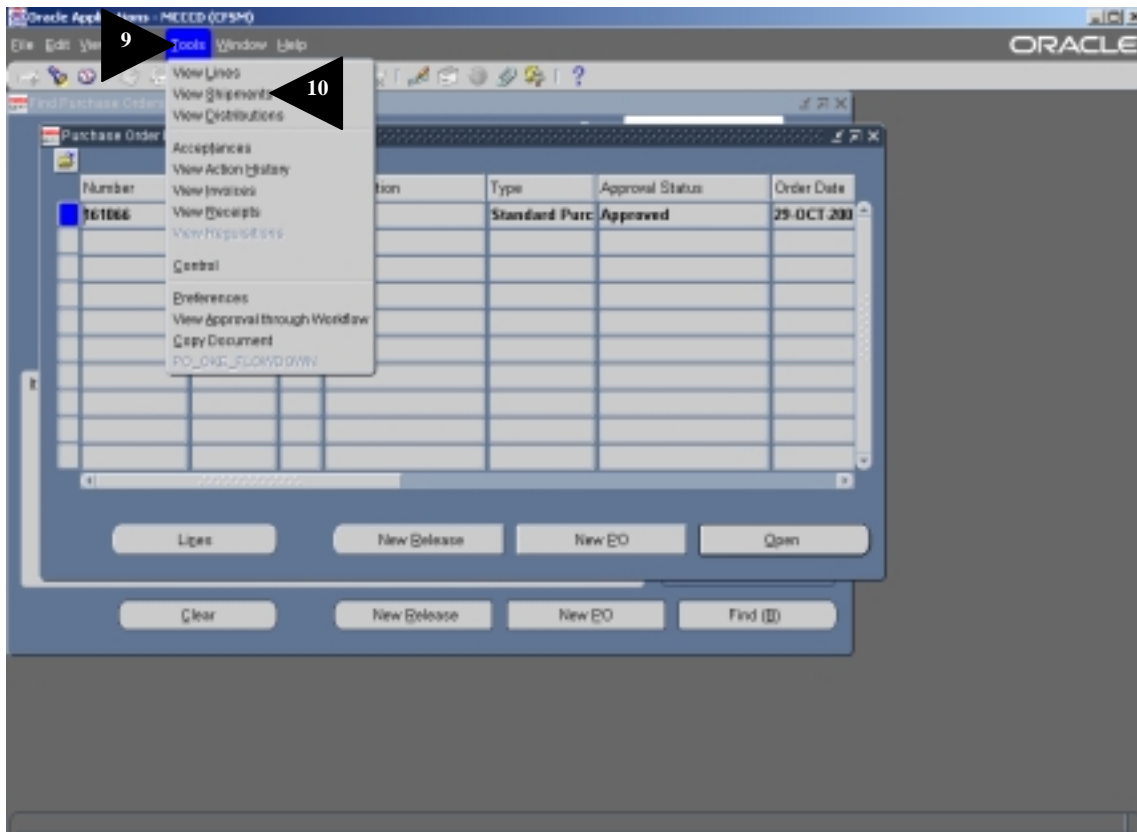 Oracle Applications - MCCCD (CFSM)
File Edit Tools Window Help
ORACLE
9
10
View Lines
View Shipments
View Distributions
Acceptances
View Action History
View Invoices
View Receipts
View Requisitions
Control
Preferences
View Approval through Workflow
Copy Document
PO_OKE_FLOWDOWN
Find Purchase Orders
Purchase Order
Number Type Approval Status Order Date
161066 Standard Purc Approved 29-OCT-200
Lines New Release New PO Open
Clear New Release New PO Find (B)